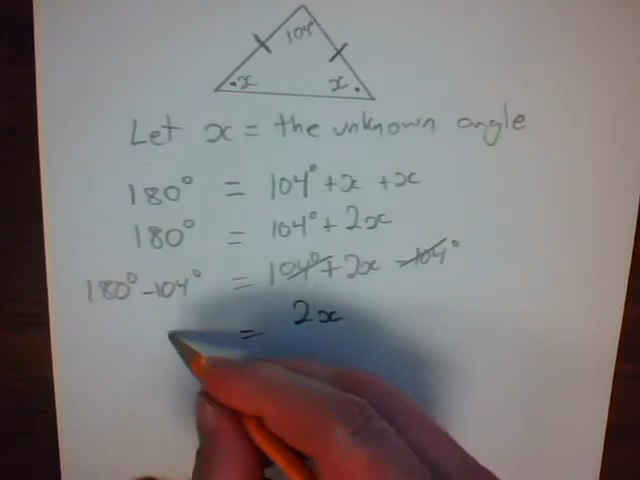 104°
x x
Let x = the unknown angle
180° = 104° + x + x
180° = 104° + 2x
180° - 104° = 104° + 2x - 104°
= 2x